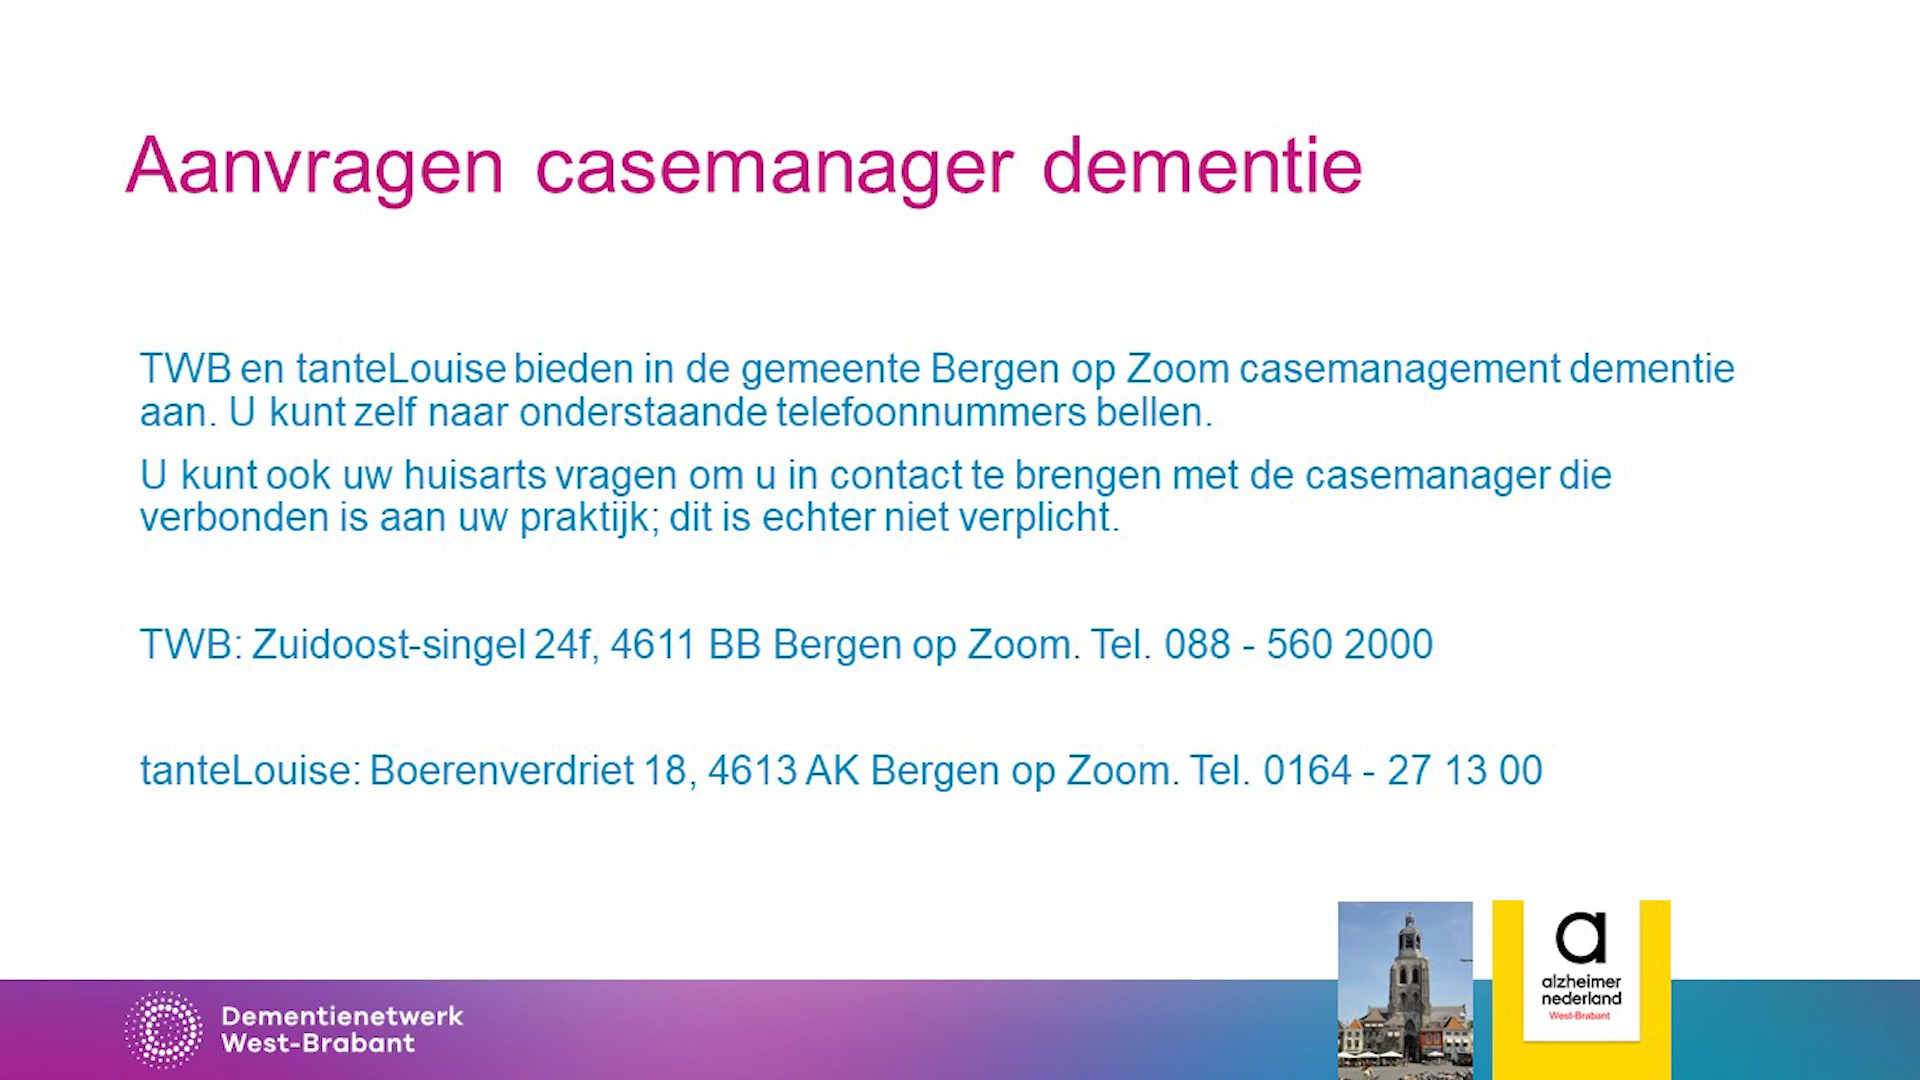 Aanvragen casemanager dementie
TWB en tanteLouise bieden in de gemeente Bergen op Zoom casemanagement dementie
aan. U kunt zelf naar onderstaande telefoonnummers bellen.
U kunt ook uw huisarts vragen om u in contact te brengen met de casemanager die
verbonden is aan uw praktijk; dit is echter niet verplicht.
TWB: Zuidoost-singel 24f, 4611 BB Bergen op Zoom. Tel. 088 - 560 2000
tanteLouise: Boerenverdriet 18, 4613 AK Bergen op Zoom. Tel. 0164 - 27 13 00
Dementienetwerk
West-Brabant
a
alzheimer
nederland
West-Brabant